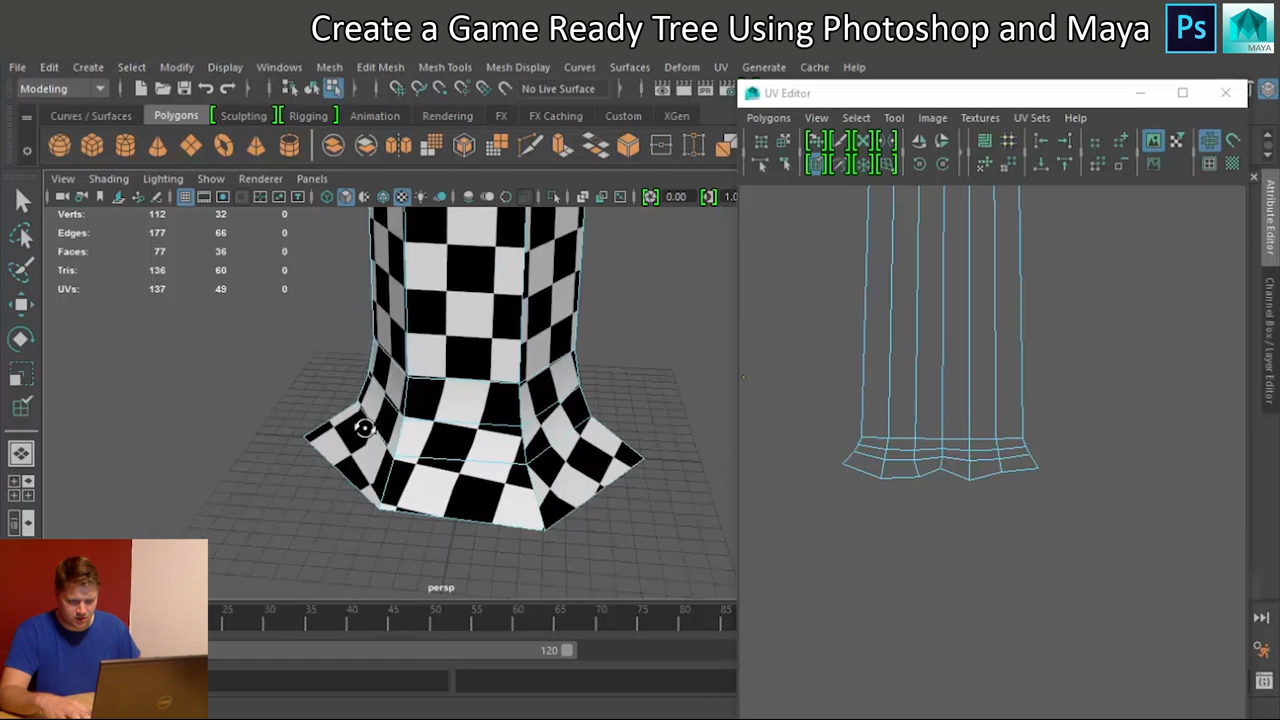 Create a Game Ready Tree Using Photoshop and Maya
Ps
MAYA
File Edit Create Select Modify Display Windows Mesh Edit Mesh Mesh Tools Mesh Display Curves Surfaces Deform UV Generate Cache Help
Modeling
No Live Surface
UV Editor
Curves / Surfaces Polygons Sculpting Rigging Animation Rendering FX FX Caching Custom XGen
Polygons View Select Tool Image Textures UV Sets Help
View Shading Lighting Show Renderer Panels
0.00
1.0
Verts: 112 32 0
Edges: 177 66 0
Faces: 77 36 0
Tris: 136 60 0
UVs: 137 49 0
Attribute Editor
Channel Box / Layer Editor
persp
25 30 35 40 45 50 55 60 65 70 75 80 85
120